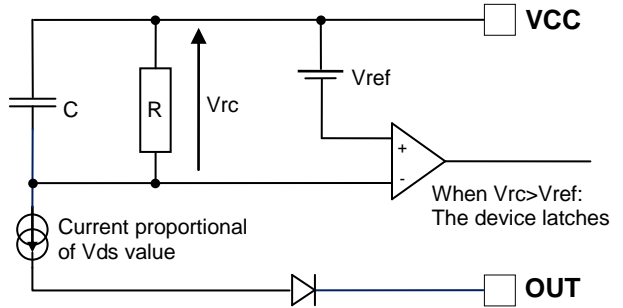 VCC
Vref
C
R
Vrc
+
-
When Vrc>Vref:
The device latches
Current proportional
of Vds value
OUT